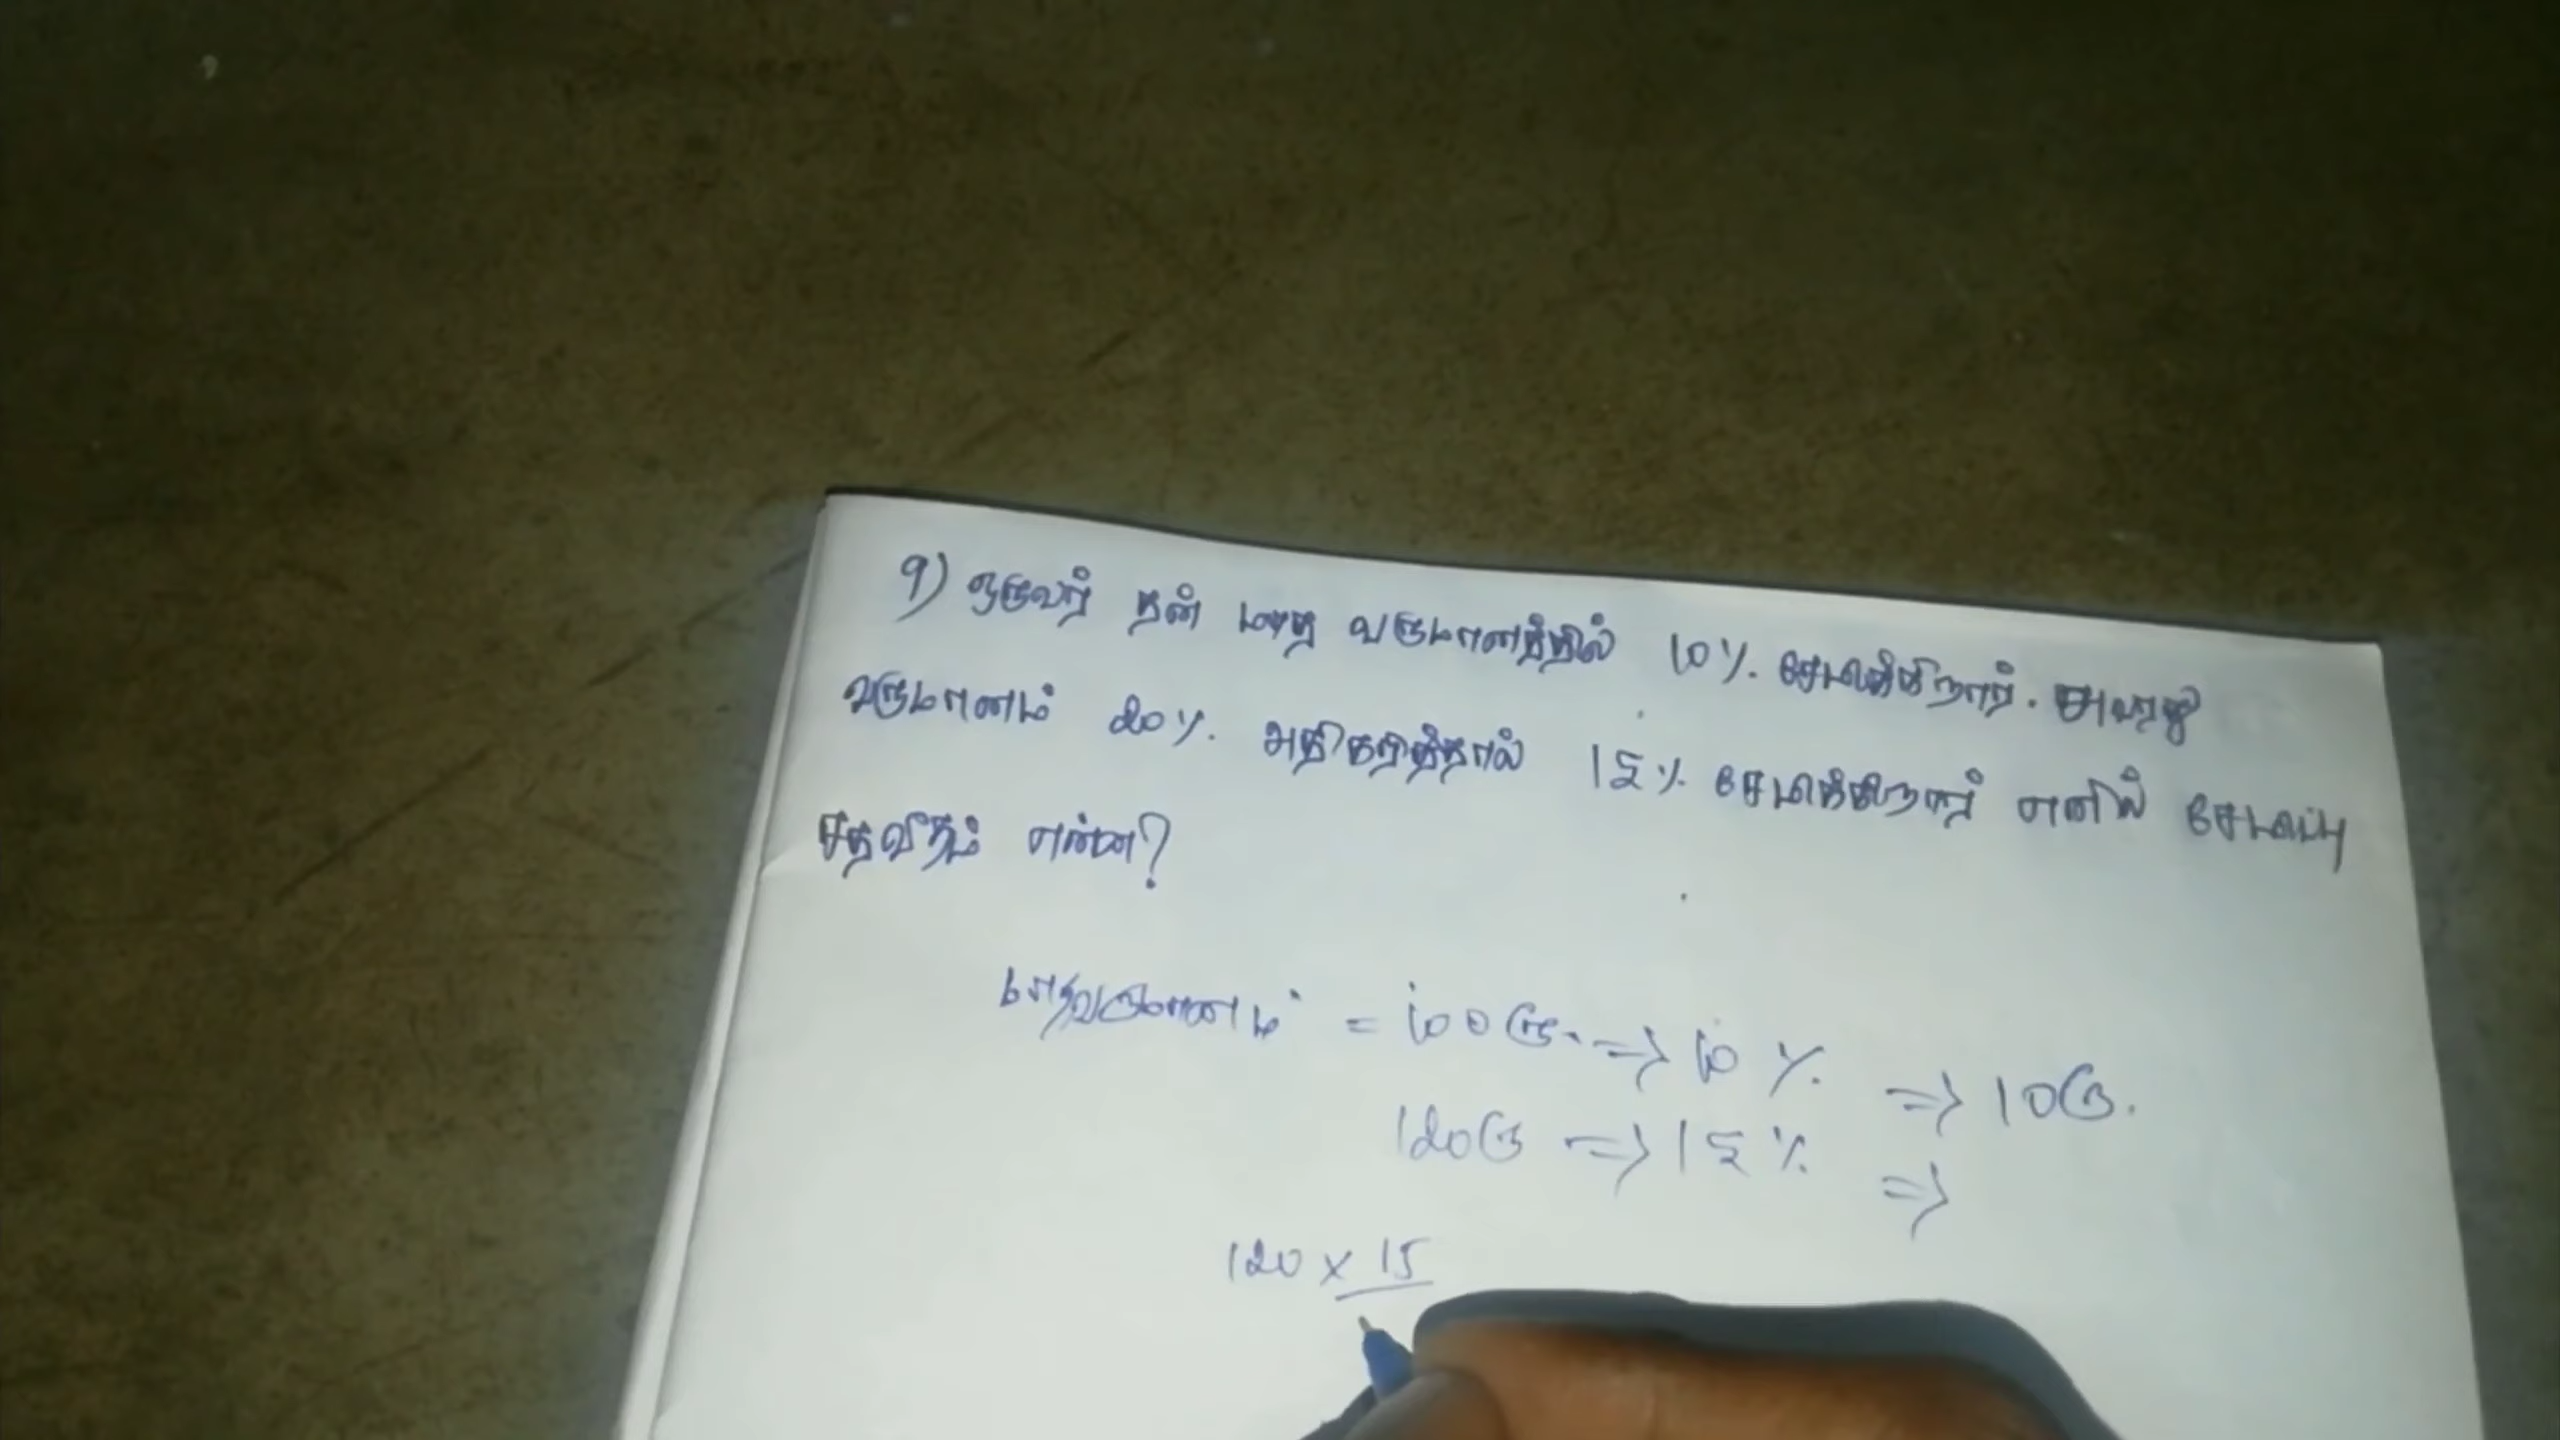 9) ஒருவர் தன் மாத வருமானத்தில் 10%. சேமிக்கிறார். அவரது
வருமானம் 20%. அதிகரித்தால் 15%. சேமிக்கிறார் எனில் சேமிப்பு
சதவீதம் என்ன?
மாதவருமானம் = 100 ரூ. => 10 %. => 10ரூ.
120ரூ => 15 %. =>
120 x 15